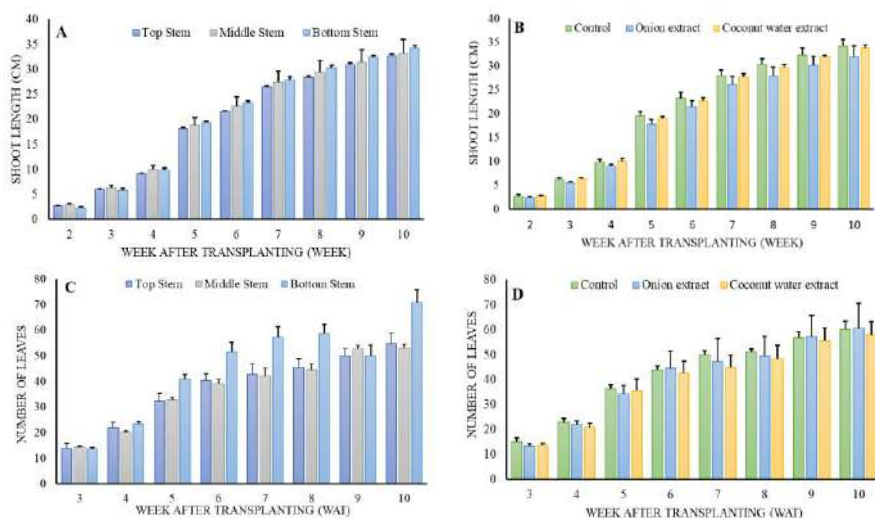 A
Top Stem Middle Stem Bottom Stem
SHOOT LENGTH (CM)
40
35
30
25
20
15
10
5
0
2 3 4 5 6 7 8 9 10
WEEK AFTER TRANSPLANTING (WEEK)
B
Control Onion extract Coconut water extract
SHOOT LENGTH (CM)
40
35
30
25
20
15
10
5
0
2 3 4 5 6 7 8 9 10
WEEK AFTER TRANSPLANTING (WEEK)
C
Top Stem Middle Stem Bottom Stem
NUMBER OF LEAVES
80
70
60
50
40
30
20
10
0
3 4 5 6 7 8 9 10
WEEK AFTER TRANSPLANTING (WAT)
D
Control Onion extract Coconut water extract
NUMBER OF LEAVES
80
70
60
50
40
30
20
10
0
3 4 5 6 7 8 9 10
WEEK AFTER TRANSPLANTING (WAT)